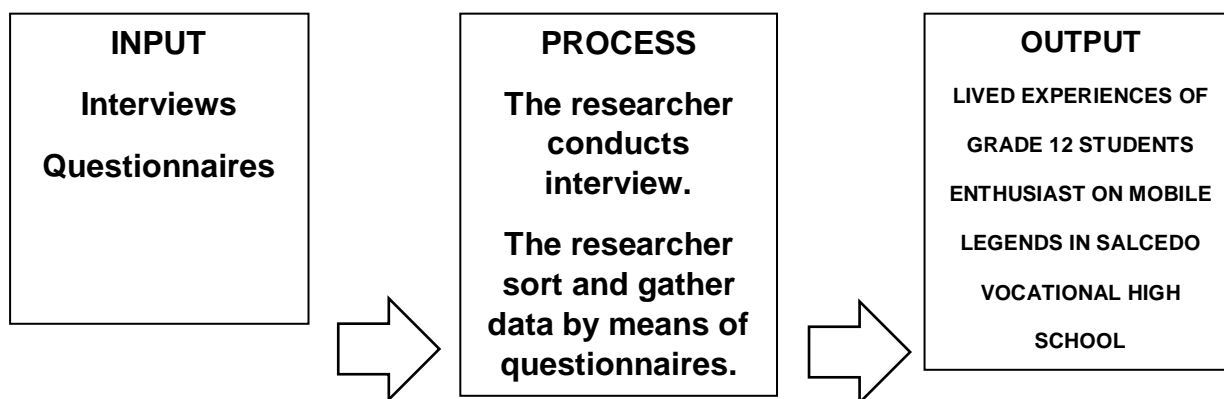 INPUT
Interviews
Questionnaires
PROCESS
The researcher
conducts
interview.
The researcher
sort and gather
data by means of
questionnaires.
OUTPUT
LIVED EXPERIENCES OF
GRADE 12 STUDENTS
ENTHUSIAST ON MOBILE
LEGENDS IN SALCEDO
VOCATIONAL HIGH
SCHOOL